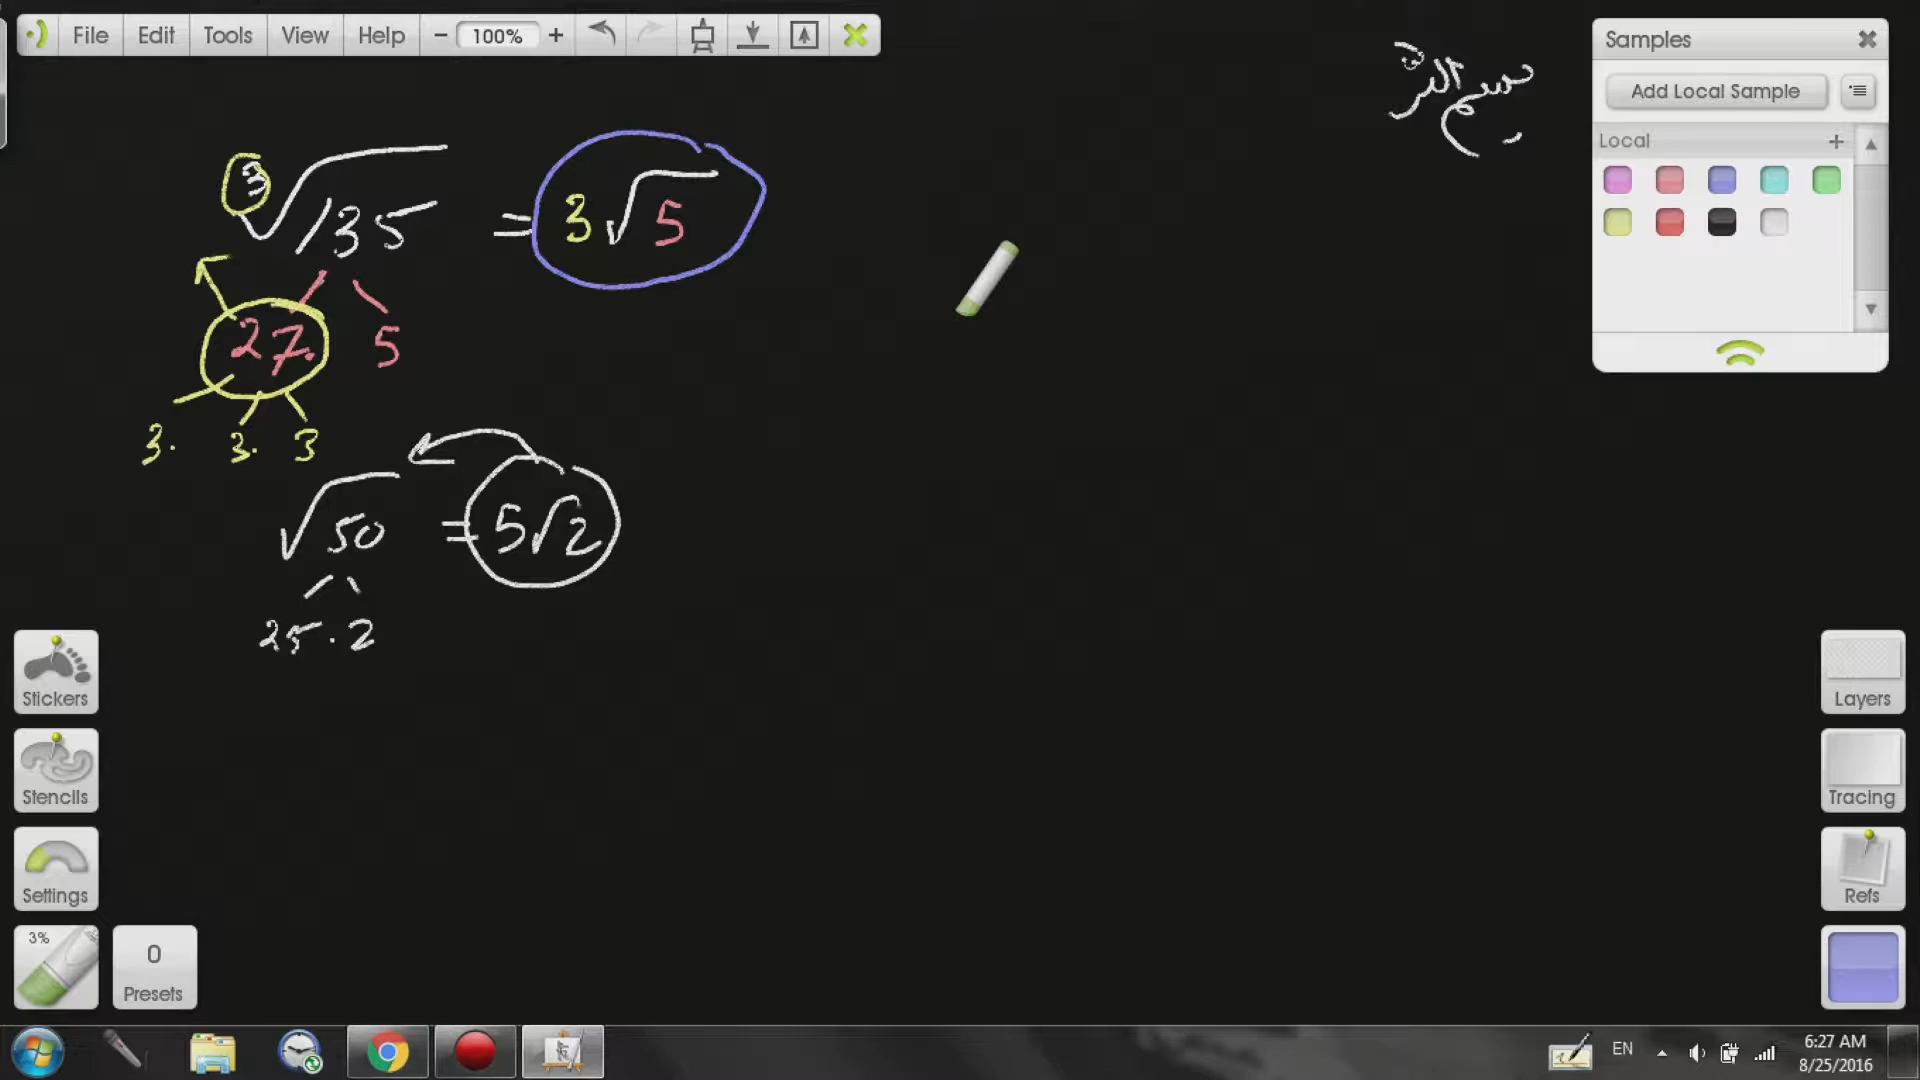 File Edit Tools View Help − 100% +
Samples
Add Local Sample
Local +
3√135 = 3√5
27. 5
3. 3. 3
√50 = 5√2
25.2
Stickers
Stencils
Settings
3%
0
Presets
Layers
Tracing
Refs
EN
6:27 AM
8/25/2016